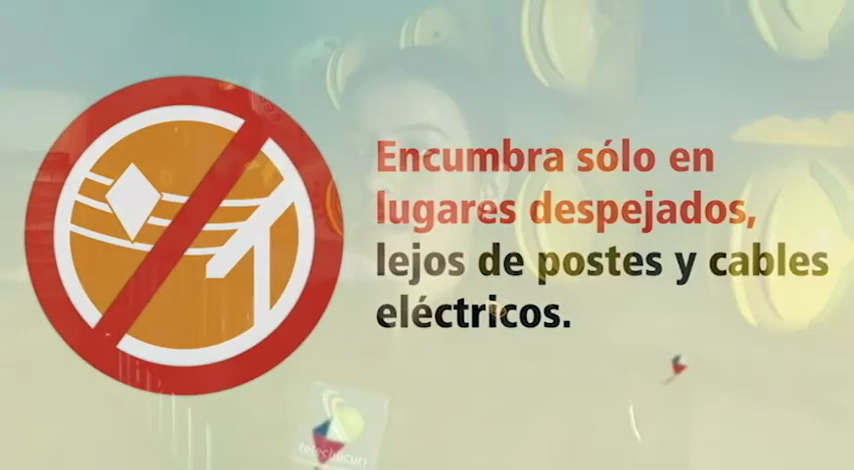 Encumbra sólo en
lugares despejados,
lejos de postes y cables
eléctricos.